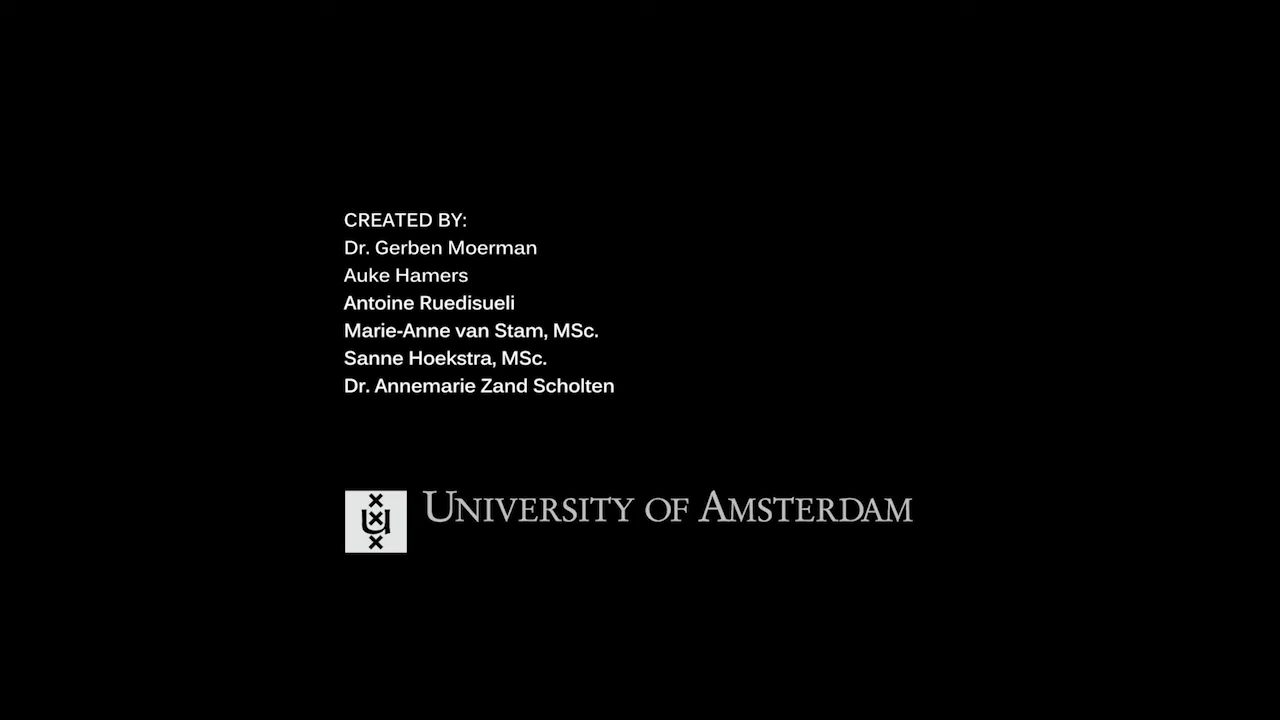 CREATED BY:
Dr. Gerben Moerman
Auke Hamers
Antoine Ruedisueli
Marie-Anne van Stam, MSc.
Sanne Hoekstra, MSc.
Dr. Annemarie Zand Scholten
UNIVERSITY OF AMSTERDAM